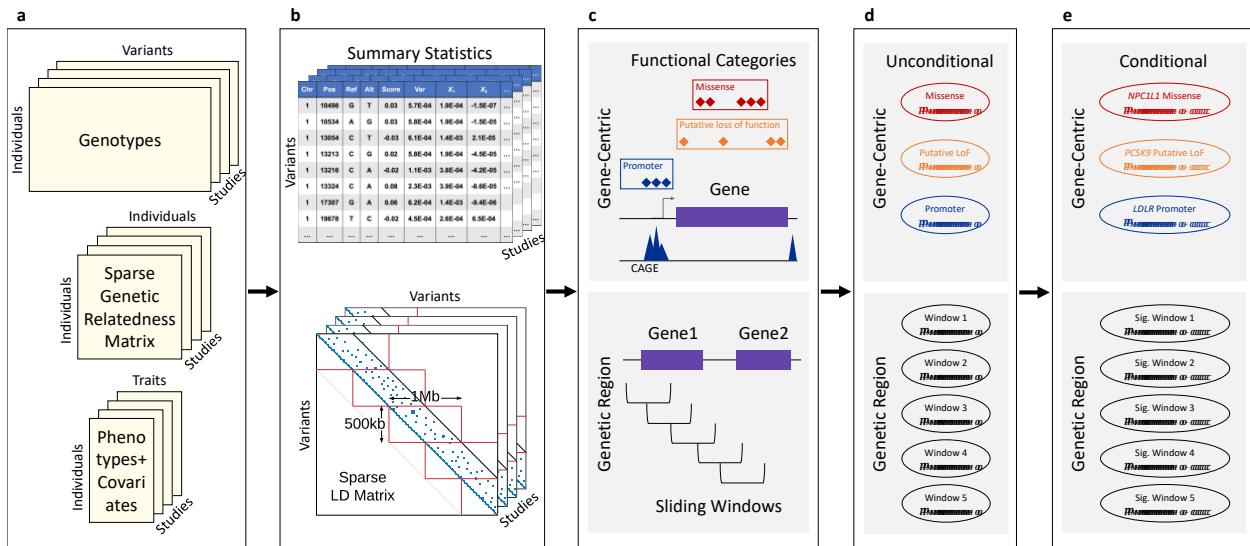 a
Variants
Individuals
Genotypes
Studies
Individuals
Individuals
Sparse
Genetic
Relatedness
Matrix
Studies
Traits
Individuals
Pheno
types+
Covari
ates
Studies
b
Summary Statistics
Variants
Chr Pos Ref Alt Score Var X1 X2 ...
1 10498 G T 0.03 5.7E-04 1.9E-04 -1.5E-07 ...
1 10534 A G 0.03 5.8E-04 1.9E-04 -1.5E-05 ...
1 13054 C T -0.03 6.1E-04 1.4E-03 2.1E-05 ...
1 13213 C G 0.02 5.8E-04 1.9E-04 -4.5E-05 ...
1 13216 C A -0.02 1.1E-03 3.8E-04 -4.2E-05 ...
1 13324 C A 0.08 2.3E-03 3.9E-04 -8.6E-05 ...
1 17307 G A 0.06 6.2E-04 1.4E-03 -0.4E-06 ...
1 19678 T C -0.02 4.5E-04 2.6E-04 6.5E-04 ...
... ... ... ... ... ... ... ... ...
Studies
Variants
Variants
1Mb
500kb
Sparse
LD Matrix
Studies
c
Functional Categories
Gene-Centric
Missense
Putative loss of function
Promoter
Gene
CAGE
Genetic Region
Gene1 Gene2
Sliding Windows
d
Unconditional
Gene-Centric
Missense
Putative LoF
Promoter
Genetic Region
Window 1
Window 2
Window 3
Window 4
Window 5
e
Conditional
Gene-Centric
NPC1L1 Missense
PCSK9 Putative LoF
LDLR Promoter
Genetic Region
Sig. Window 1
Sig. Window 2
Sig. Window 3
Sig. Window 4
Sig. Window 5